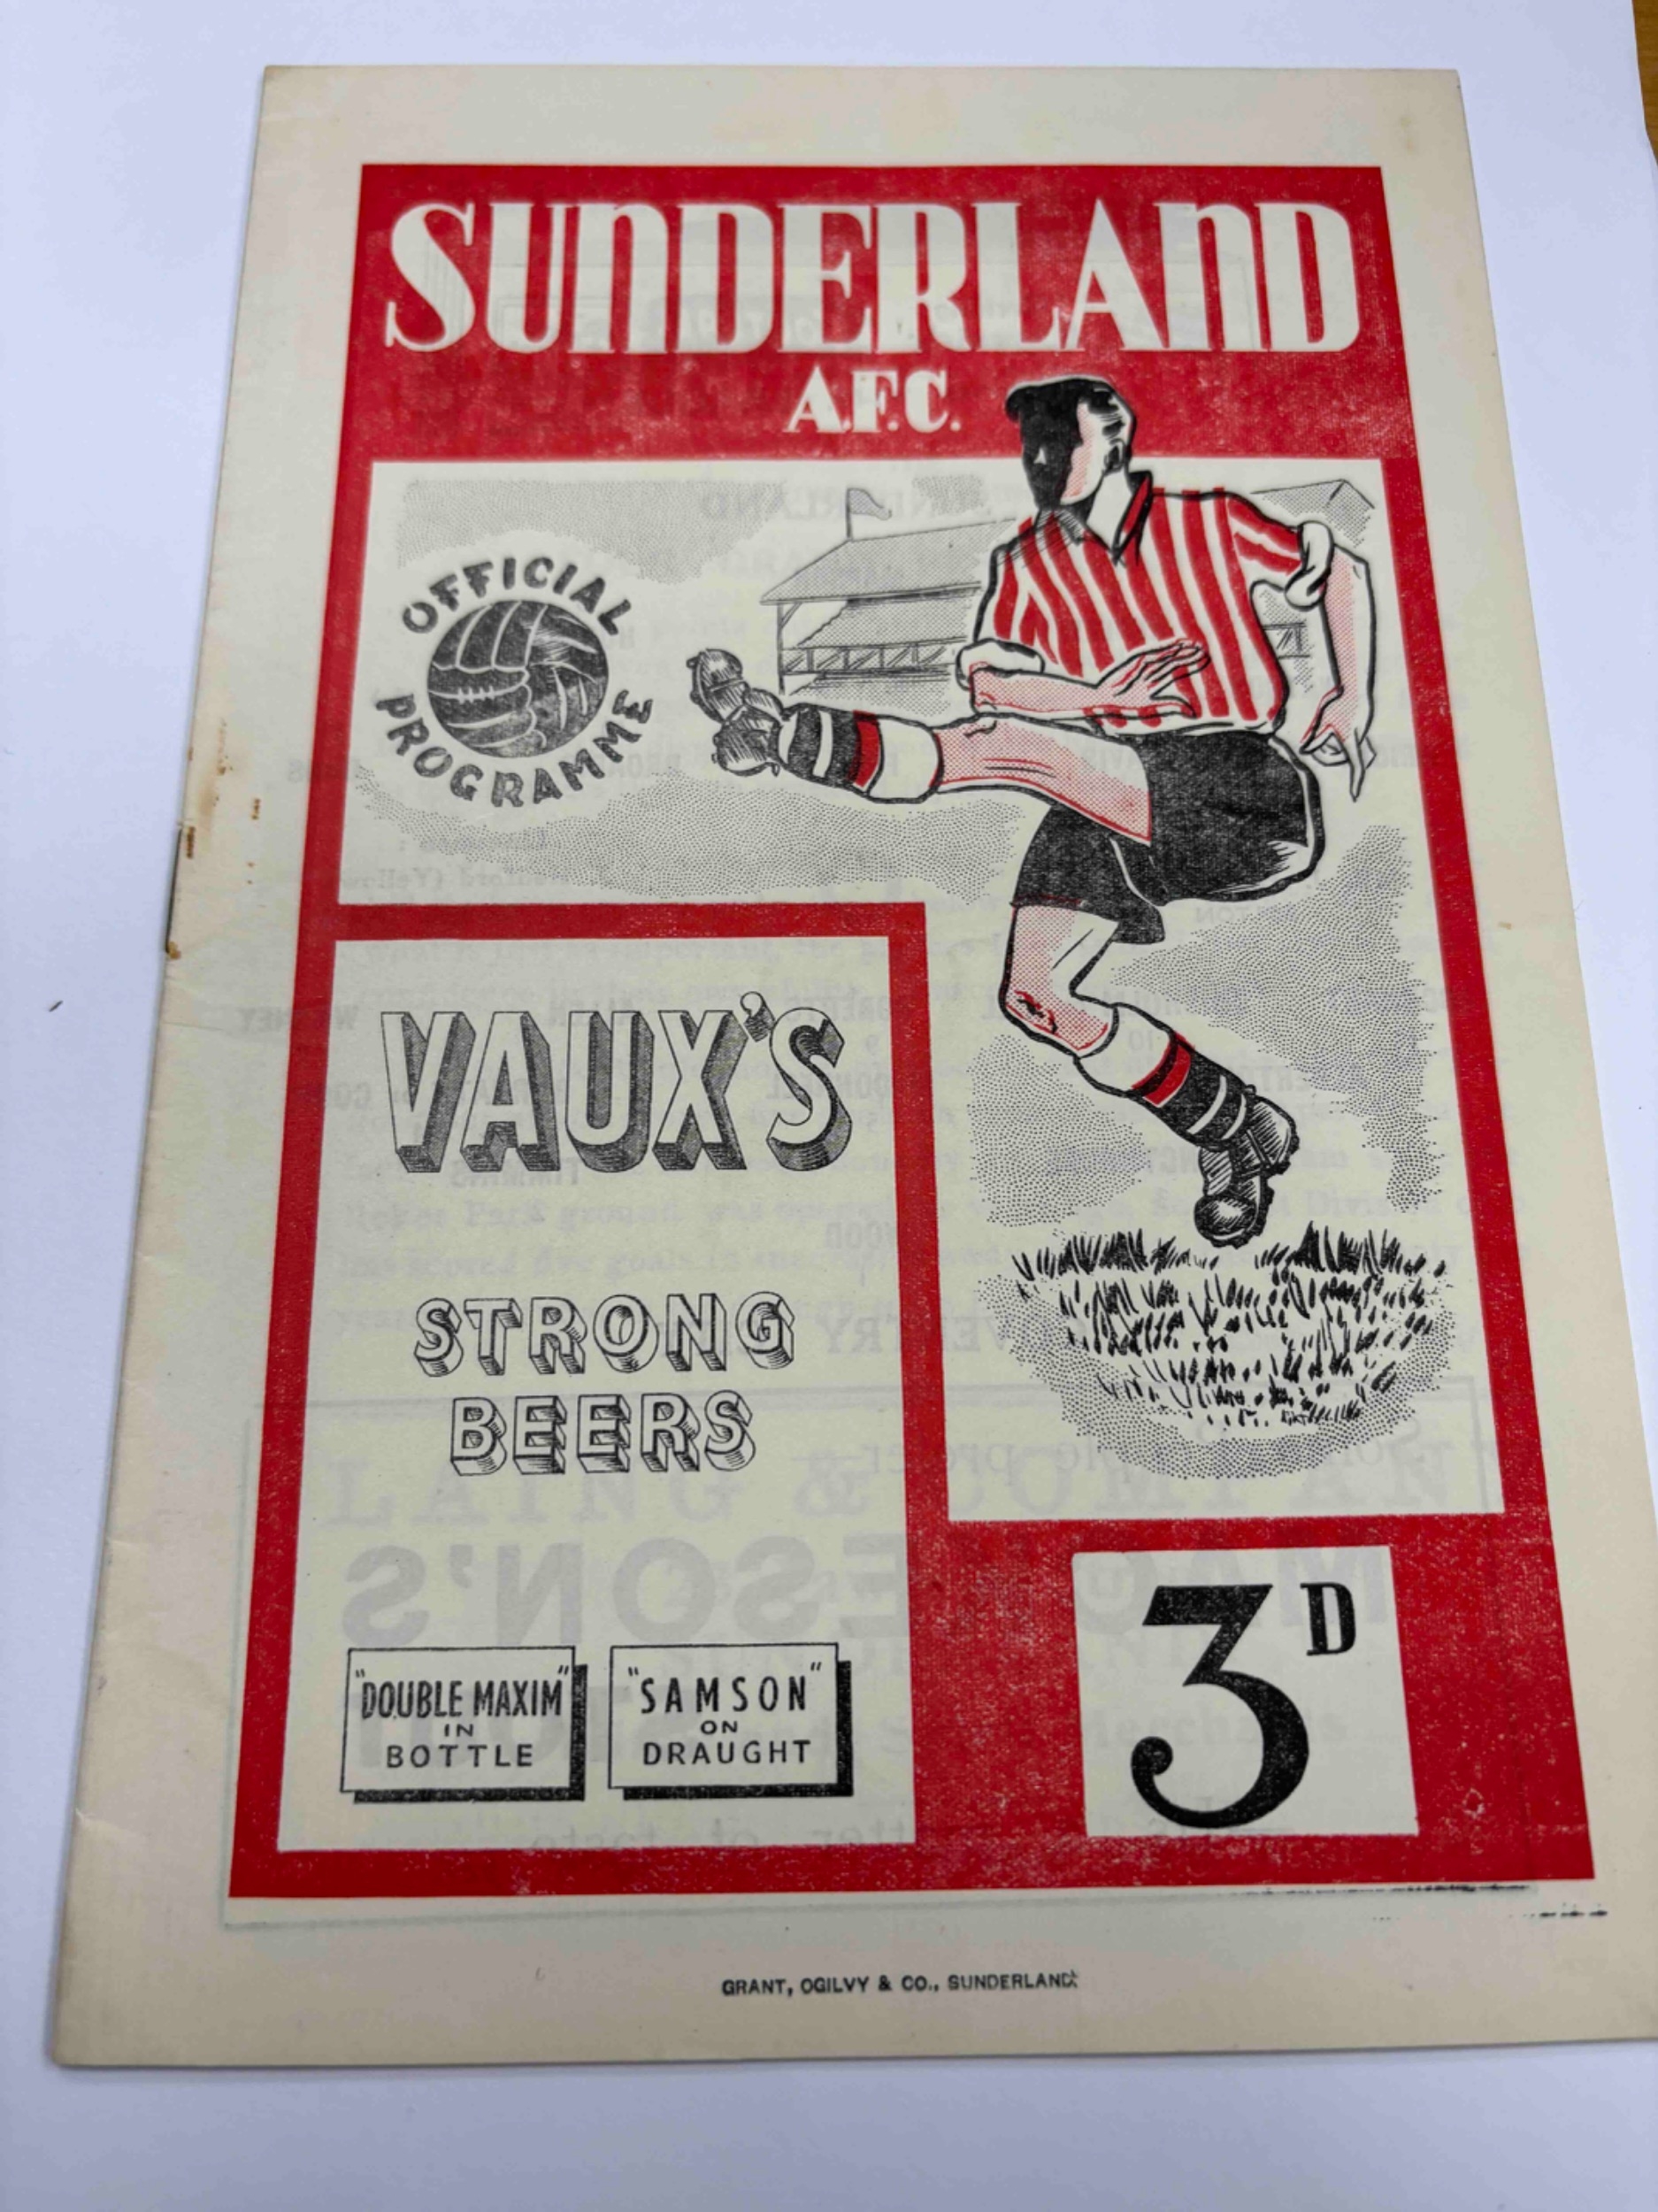 SUNDERLAND
A.F.C.
OFFICIAL
PROGRAMME
VAUX'S
STRONG
BEERS
"DOUBLE MAXIM"
IN
BOTTLE
"SAMSON"
ON
DRAUGHT
3D
GRANT, OGILVY & CO., SUNDERLAND.